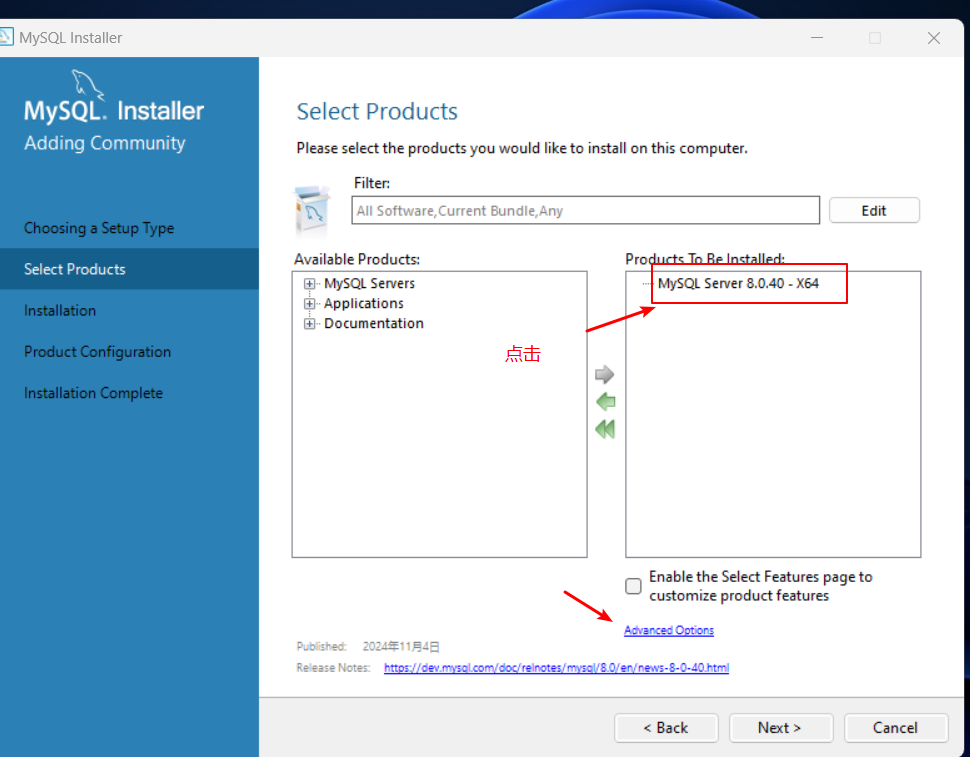 MySQL Installer
MySQL. Installer
Adding Community
Choosing a Setup Type
Select Products
Installation
Product Configuration
Installation Complete
Select Products
Please select the products you would like to install on this computer.
Filter:
All Software,Current Bundle,Any
Edit
Available Products:
MySQL Servers
Applications
Documentation
Products To Be Installed:
MySQL Server 8.0.40 - X64
点击
Enable the Select Features page to
customize product features
Advanced Options
Published: 2024年11月4日
Release Notes: https://dev.mysql.com/doc/relnotes/mysql/8.0/en/news-8-0-40.html
< Back
Next >
Cancel